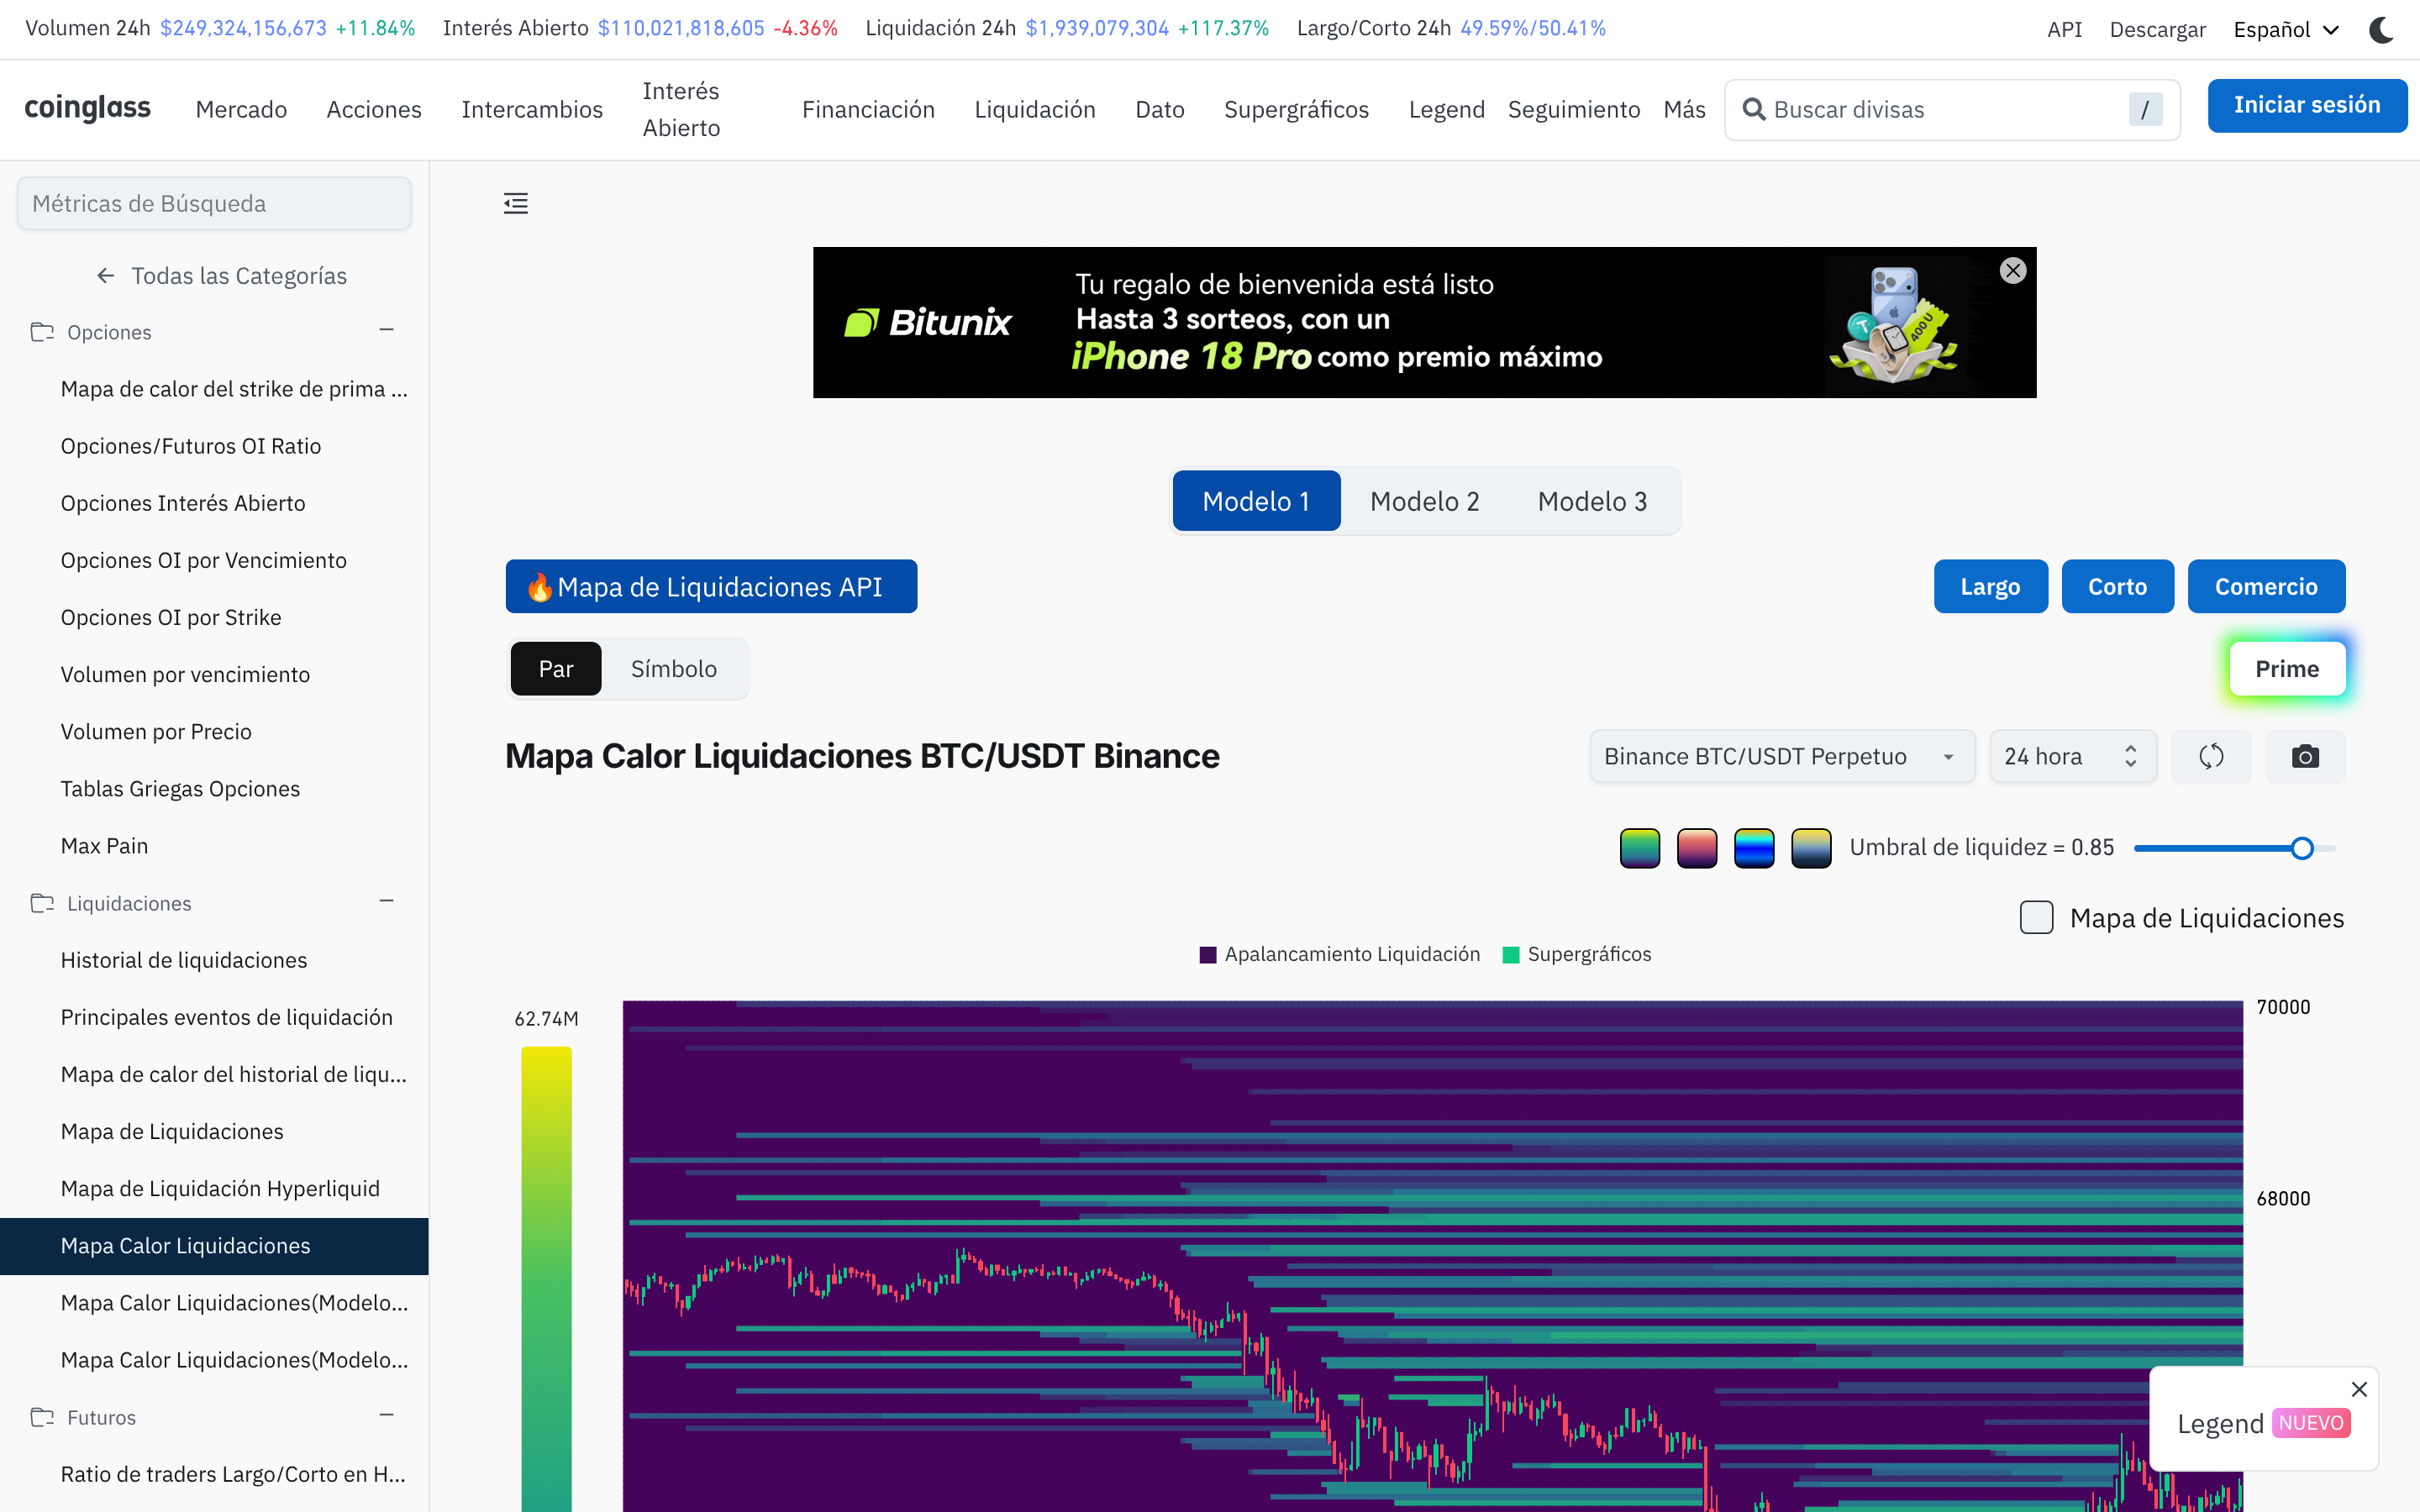 Volumen 24h $249,324,156,673 +11.84% Interés Abierto $110,021,818,605 -4.36% Liquidación 24h $1,939,079,304 +117.37% Largo/Corto 24h 49.59%/50.41% API Descargar Español
coinglass Mercado Acciones Intercambios Interés Abierto Financiación Liquidación Dato Supergráficos Legend Seguimiento Más Buscar divisas / Iniciar sesión
Métricas de Búsqueda
Todas las Categorías
Opciones
Mapa de calor del strike de prima ...
Opciones/Futuros OI Ratio
Opciones Interés Abierto
Opciones OI por Vencimiento
Opciones OI por Strike
Volumen por vencimiento
Volumen por Precio
Tablas Griegas Opciones
Max Pain
Liquidaciones
Historial de liquidaciones
Principales eventos de liquidación
Mapa de calor del historial de liqu...
Mapa de Liquidaciones
Mapa de Liquidación Hyperliquid
Mapa Calor Liquidaciones
Mapa Calor Liquidaciones(Modelo...
Mapa Calor Liquidaciones(Modelo...
Futuros
Ratio de traders Largo/Corto en H...
Bitunix
Tu regalo de bienvenida está listo
Hasta 3 sorteos, con un
iPhone 18 Pro como premio máximo
400U
Modelo 1 Modelo 2 Modelo 3
Mapa de Liquidaciones API
Largo Corto Comercio
Par Símbolo
Prime
Mapa Calor Liquidaciones BTC/USDT Binance
Binance BTC/USDT Perpetuo 24 hora
Umbral de liquidez = 0.85
Mapa de Liquidaciones
Apalancamiento Liquidación Supergráficos
62.74M
70000
68000
Legend NUEVO